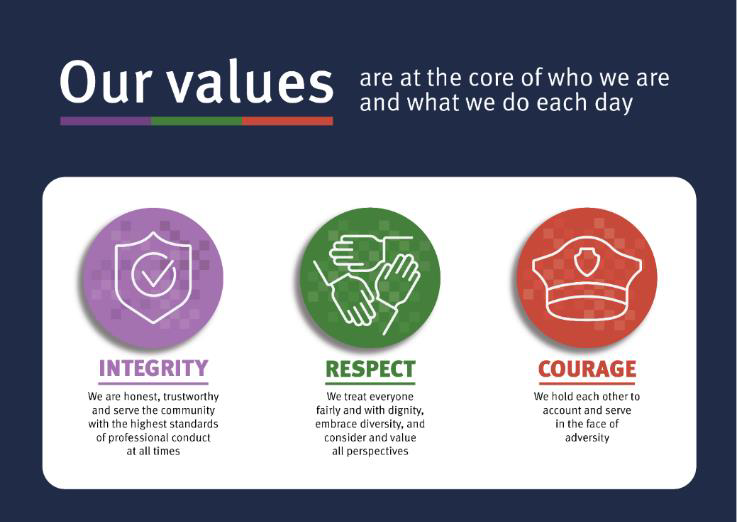 Our values
are at the core of who we are
and what we do each day
INTEGRITY
We are honest, trustworthy
and serve the community
with the highest standards
of professional conduct
at all times
RESPECT
We treat everyone
fairly and with dignity,
embrace diversity, and
consider and value
all perspectives
COURAGE
We hold each other to
account and serve
in the face of
adversity